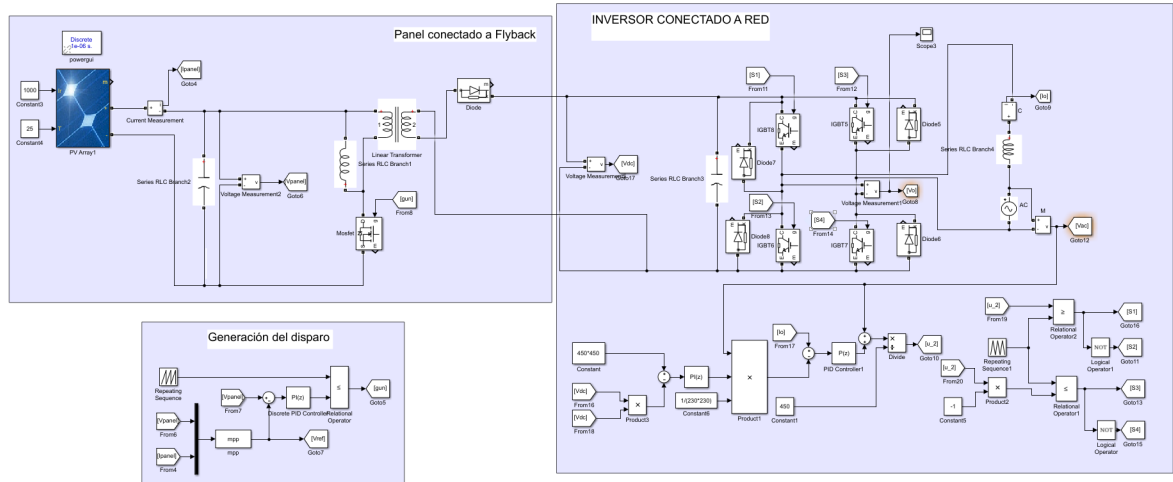 Panel conectado a Flyback
Discrete
1e-06 s.
powergui
1000
Constant3
25
Constant4
PV Array1
m
[Ipanel]
Goto4
Current Measurement
Series RLC Branch2
Voltage Measurement2
[Vpanel]
Goto6
Series RLC Branch1
1
2
Linear Transformer
[gun]
From8
Mosfet
Diode
m
INVERSOR CONECTADO A RED
Scope3
[S1]
From11
[S3]
From12
IGBT8
IGBT5
Diode5
Diode7
[Vdc]
Goto17
Series RLC Branch3
Voltage Measurement1
[Vo]
Goto8
[S2]
From13
[S4]
From14
Diode8
IGBT6
IGBT7
Diode6
[Io]
Goto9
C
Series RLC Branch4
AC
M
[Vac]
Goto12
Generación del disparo
Repeating
Sequence
[Vpanel]
From7
PI(z)
Discrete PID Controller
≤
Relational
Operator
[gun]
Goto5
[Vpanel]
From6
[Ipanel]
From4
mpp
mpp
[Vref]
Goto7
450*450
Constant
[Vdc]
From16
[Vdc]
From18
×
Product3
PI(z)
1/(230*230)
Constant6
×
Product1
[Io]
From17
P(z)
PID Controller1
450
Constant1
×
÷
Divide
[u_2]
Goto10
[u_2]
From19
≥
Relational
Operator2
[S1]
Goto16
NOT
Logical
Operator2
[S2]
Goto11
Repeating
Sequence1
[u_2]
From20
-1
Constant5
×
Product2
≤
Relational
Operator1
[S3]
Goto13
NOT
Logical
Operator
[S4]
Goto15